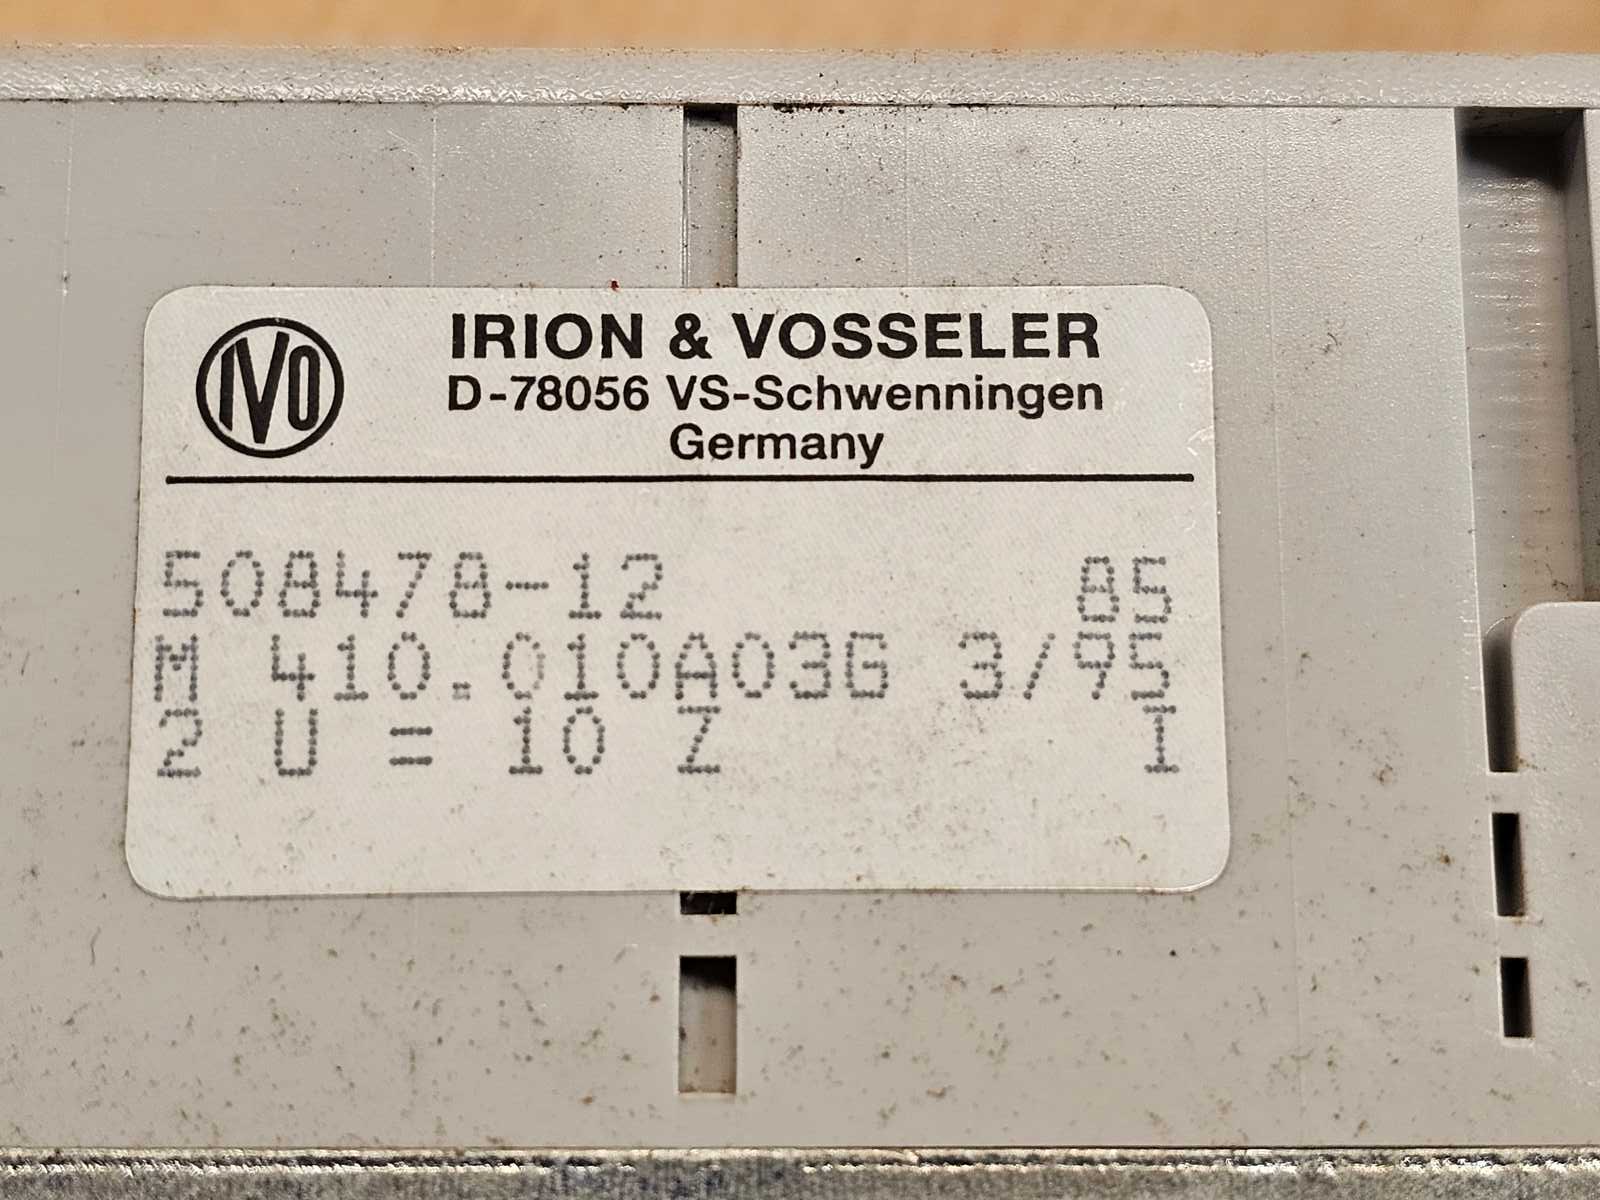 IVO
IRION & VOSSELER
D-78056 VS-Schwenningen
Germany
508478-12 85
M 410.010A03G 3/95
2 U = 10 Z I